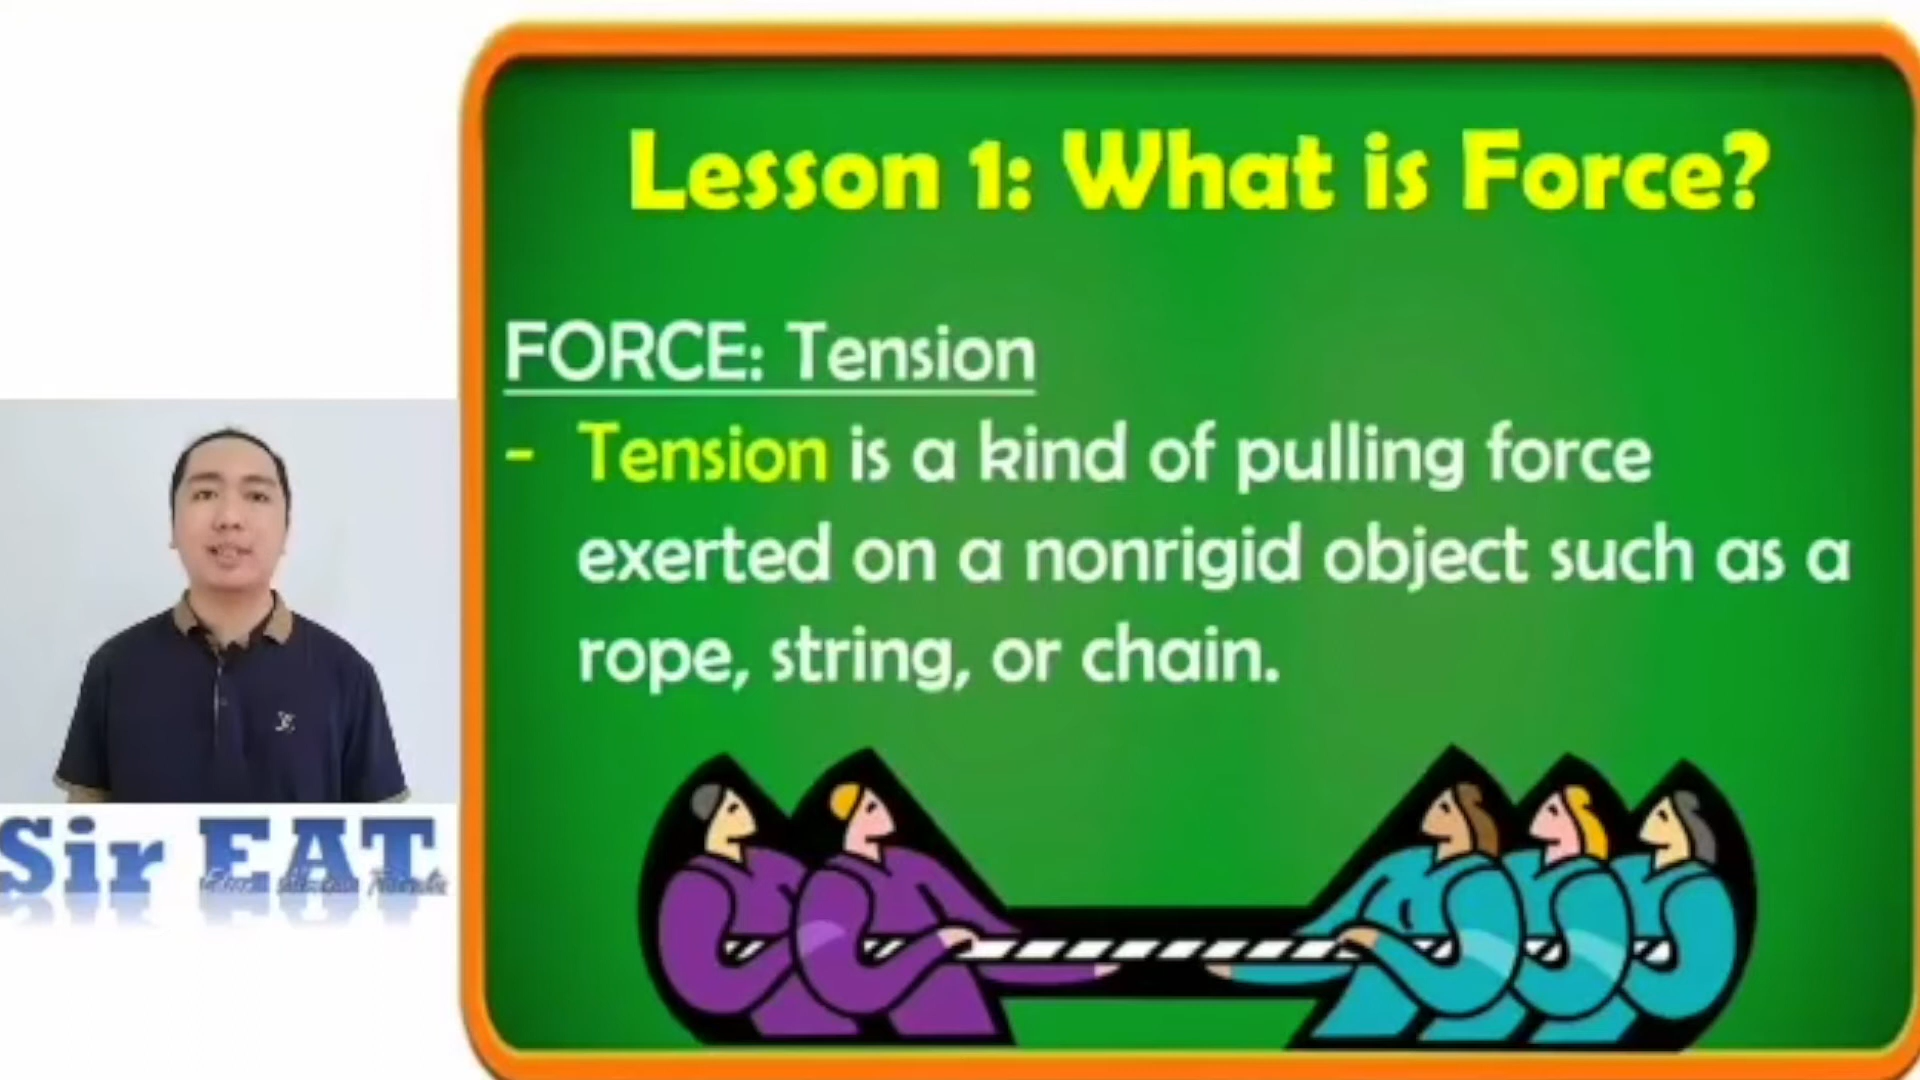 Lesson 1: What is Force?
FORCE: Tension
- Tension is a kind of pulling force
exerted on a nonrigid object such as a
rope, string, or chain.
Sir EAT